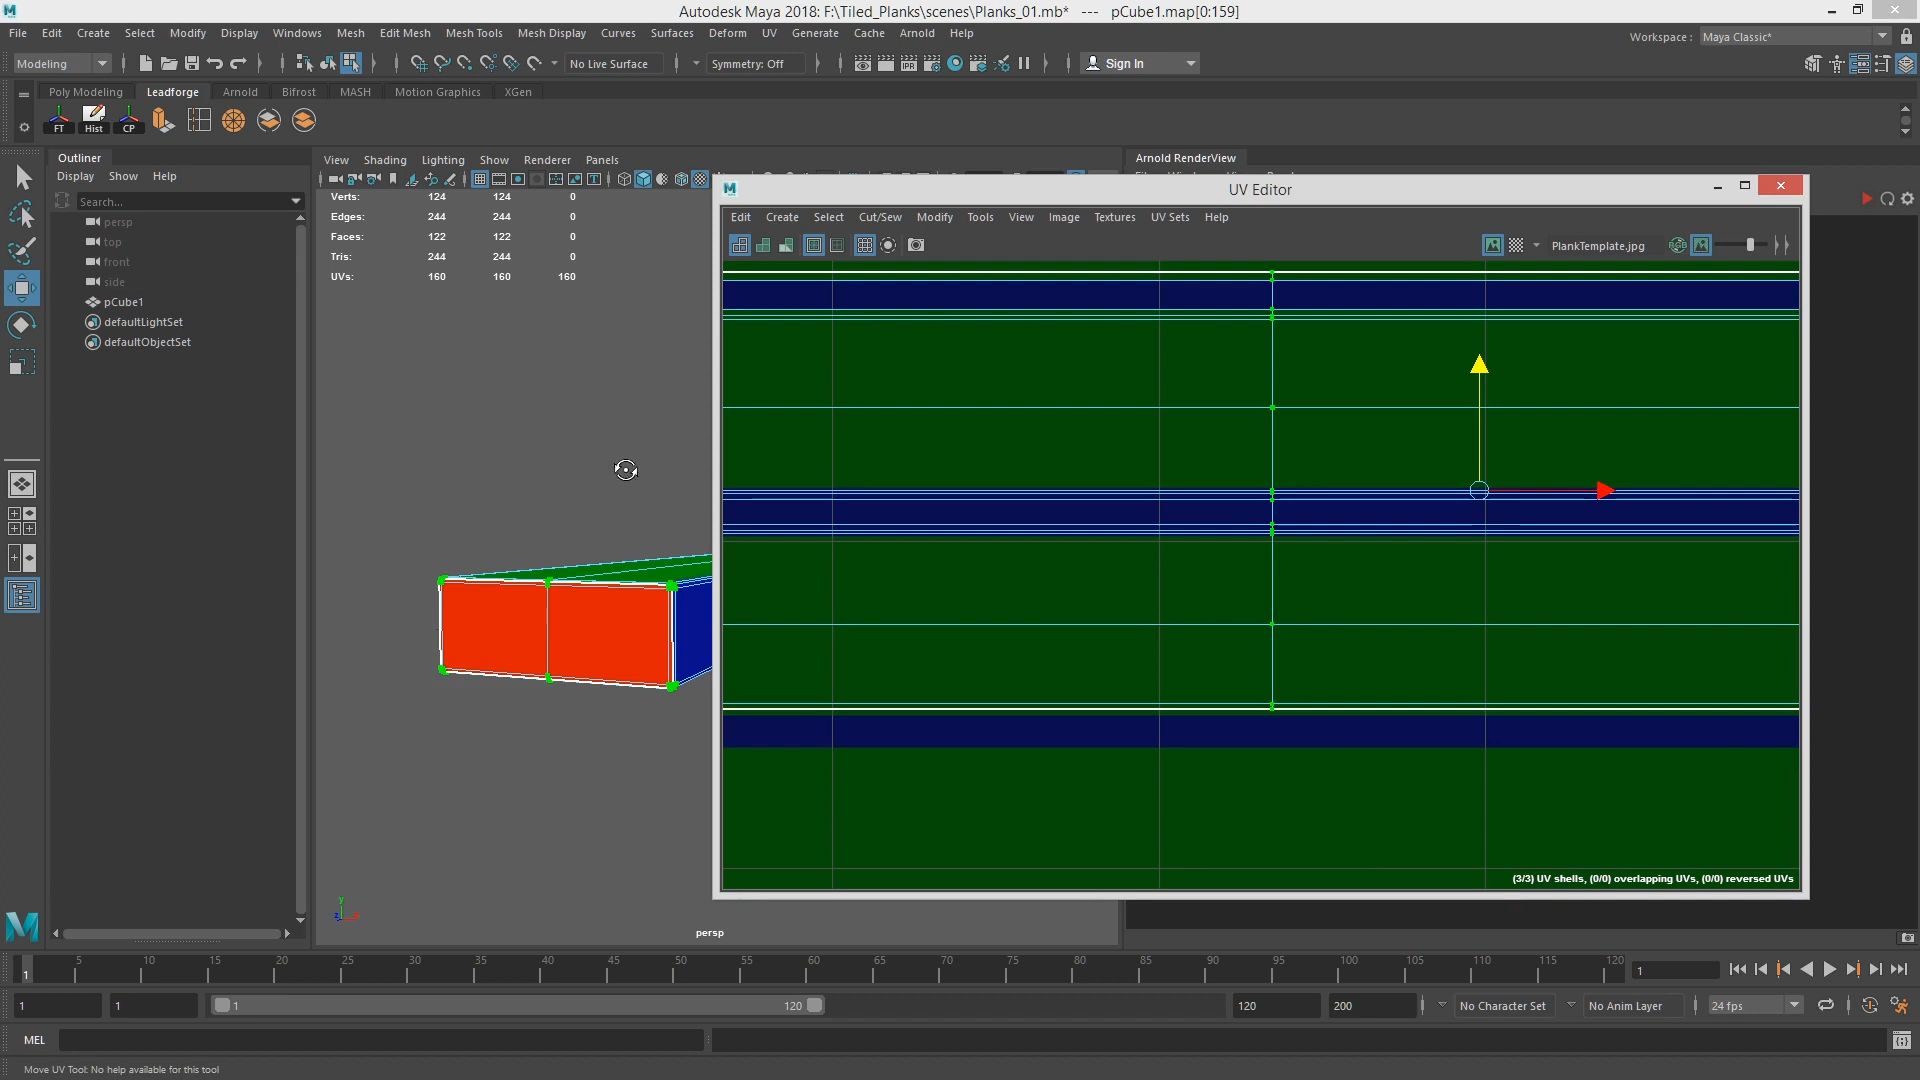 Autodesk Maya 2018: F:\Tiled_Planks\scenes\Planks_01.mb*   ---   pCube1.map[0:159]
File Edit Create Select Modify Display Windows Mesh Edit Mesh Mesh Tools Mesh Display Curves Surfaces Deform UV Generate Cache Arnold Help
Workspace : Maya Classic*
Modeling No Live Surface Symmetry: Off IPR Sign In
Poly Modeling Leadforge Arnold Bifrost MASH Motion Graphics XGen
FT Hist CP
Outliner
Display Show Help
Search...
persp
top
front
side
pCube1
defaultLightSet
defaultObjectSet
View Shading Lighting Show Renderer Panels
Verts: 124 124 0
Edges: 244 244 0
Faces: 122 122 0
Tris: 244 244 0
UVs: 160 160 160
y
z
x
persp
Arnold RenderView
UV Editor
Edit Create Select Cut/Sew Modify Tools View Image Textures UV Sets Help
PlankTemplate.jpg
(3/3) UV shells, (0/0) overlapping UVs, (0/0) reversed UVs
1 5 10 15 20 25 30 35 40 45 50 55 60 65 70 75 80 85 90 95 100 105 110 115 120 1
1 1 1 120 120 200 No Character Set No Anim Layer 24 fps
MEL
Move UV Tool: No help available for this tool